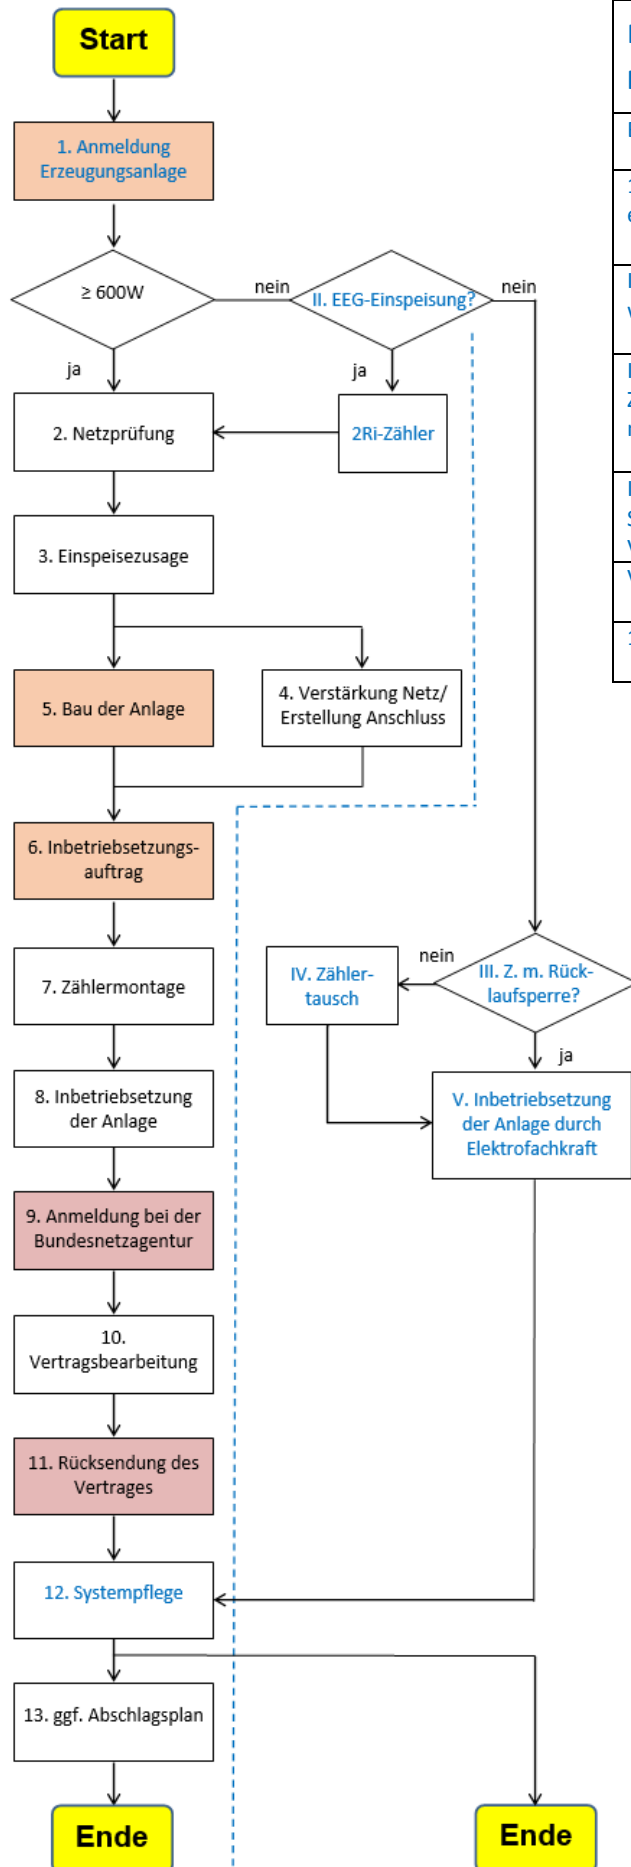 Start
1. Anmeldung
Erzeugungsanlage
≥ 600W
nein
II. EEG-Einspeisung?
nein
ja
ja
2. Netzprüfung
2Ri-Zähler
3. Einspeisezusage
5. Bau der Anlage
4. Verstärkung Netz/
Erstellung Anschluss
6. Inbetriebsetzungs-
auftrag
7. Zählermontage
nein
III. Z. m. Rück-
laufsperre?
IV. Zähler-
tausch
ja
8. Inbetriebsetzung
der Anlage
V. Inbetriebsetzung
der Anlage durch
Elektrofachkraft
9. Anmeldung bei der
Bundesnetzagentur
10.
Vertragsbearbeitung
11. Rücksendung des
Vertrages
12. Systempflege
13. ggf. Abschlagsplan
Ende
Ende